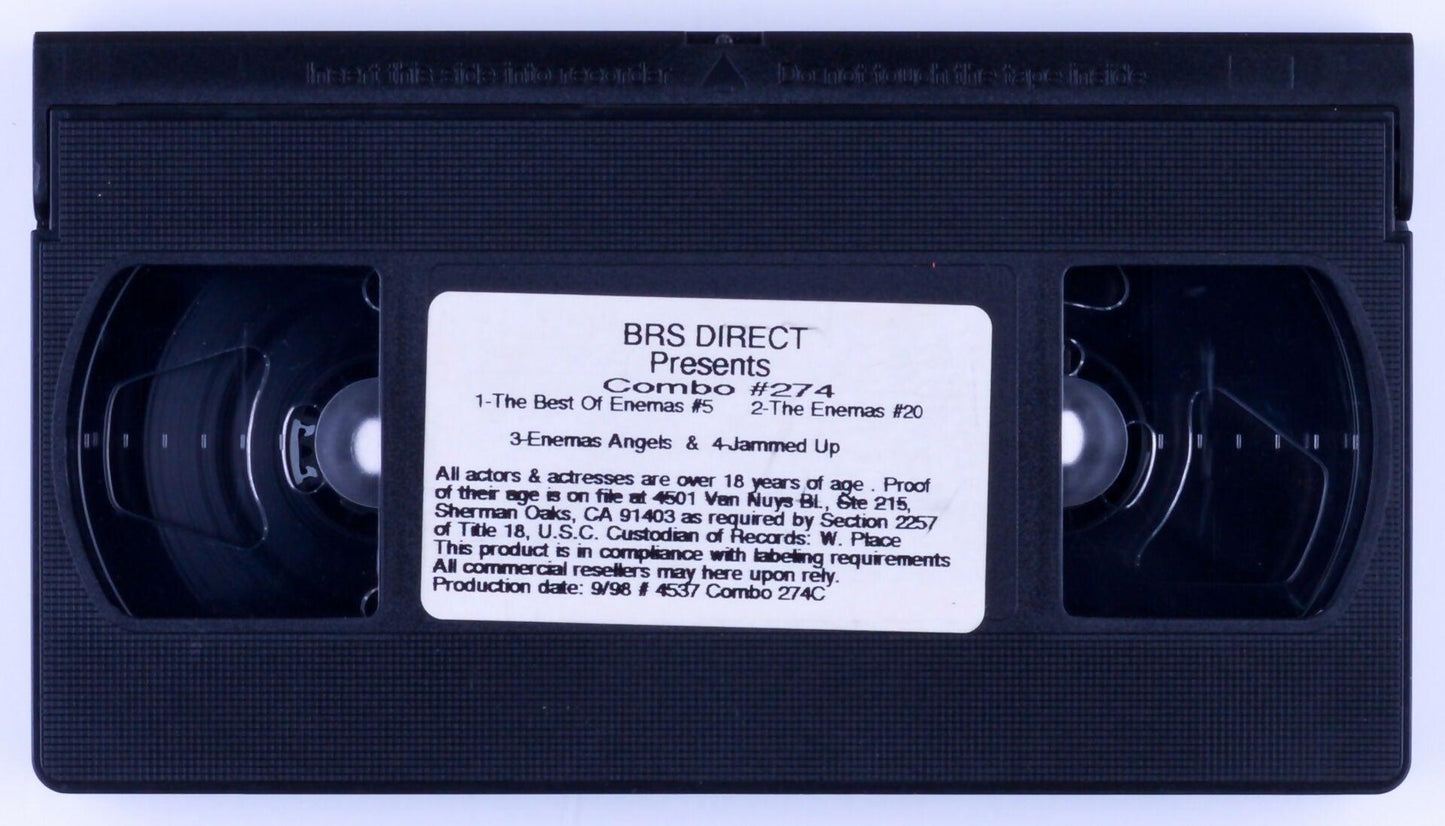 Insert this side into recorder Do not touch the tape inside
BRS DIRECT
Presents
Combo #274
1-The Best Of Enemas #5 2-The Enemas #20
3-Enemas Angels & 4-Jammed Up
All actors & actresses are over 18 years of age . Proof
of their age is on file at 4501 Van Nuys Bl., Ste 215,
Sherman Oaks, CA 91403 as required by Section 2257
of Title 18, U.S.C. Custodian of Records: W. Place
This product is in compliance with labeling requirements
All commercial resellers may here upon rely.
Production date: 9/98 # 4537 Combo 274C